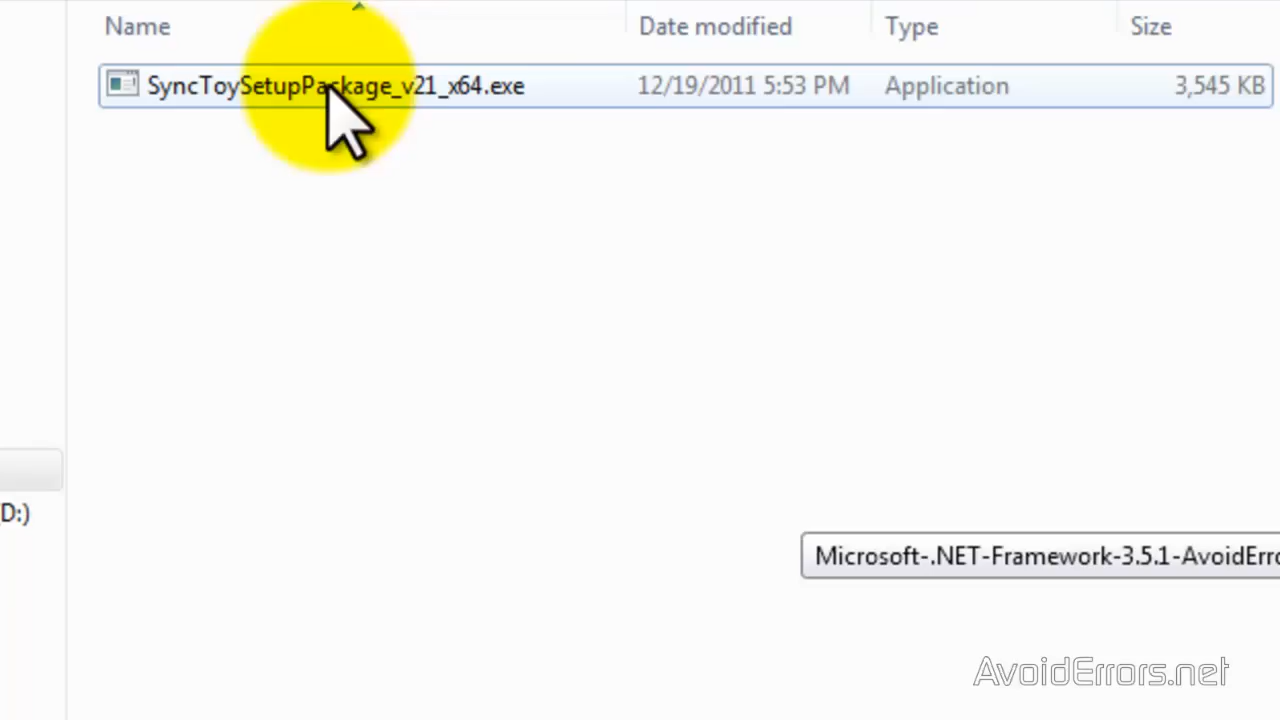 Name Date modified Type Size
SyncToySetupPackage_v21_x64.exe 12/19/2011 5:53 PM Application 3,545 KB
D:)
Microsoft-.NET-Framework-3.5.1-AvoidErro
AvoidErrors.net